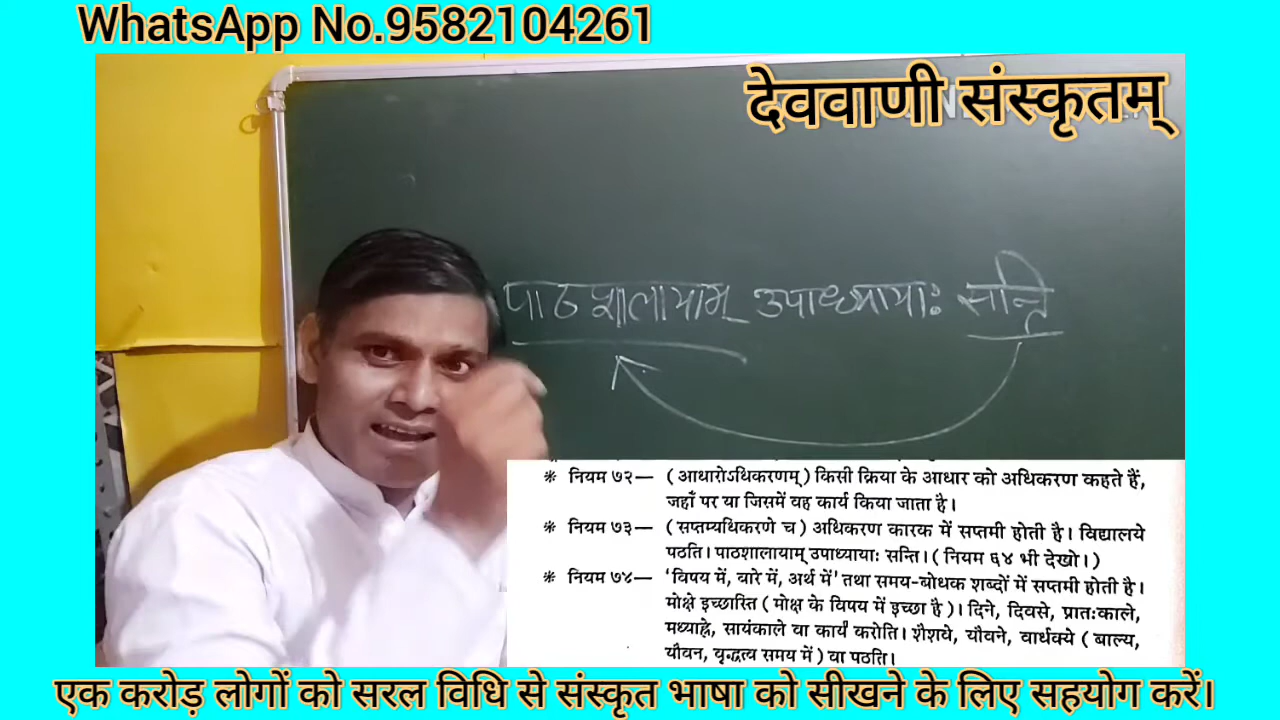 WhatsApp No.9582104261
देववाणी संस्कृतम्
पाठशालायाम् उपाध्यायाः सन्ति
* नियम ७२— (आधारोऽधिकरणम्) किसी क्रिया के आधार को अधिकरण कहते हैं,
जहाँ पर या जिसमें वह कार्य किया जाता है।
* नियम ७३— (सप्तम्यधिकरणे च) अधिकरण कारक में सप्तमी होती है। विद्यालये
पठति। पाठशालायाम् उपाध्यायाः सन्ति। (नियम ६४ भी देखो।)
* नियम ७४— 'विषय में, बारे में, अर्थ में' तथा समय-बोधक शब्दों में सप्तमी होती है।
मोक्षे इच्छास्ति (मोक्ष के विषय में इच्छा है)। दिने, दिवसे, प्रातःकाले,
मध्याह्ने, सायंकाले वा कार्यं करोति। शैशवे, यौवने, वार्धक्ये (बाल्य,
यौवन, वृद्धत्व समय में) वा पठति।
एक करोड़ लोगों को सरल विधि से संस्कृत भाषा को सीखने के लिए सहयोग करें।